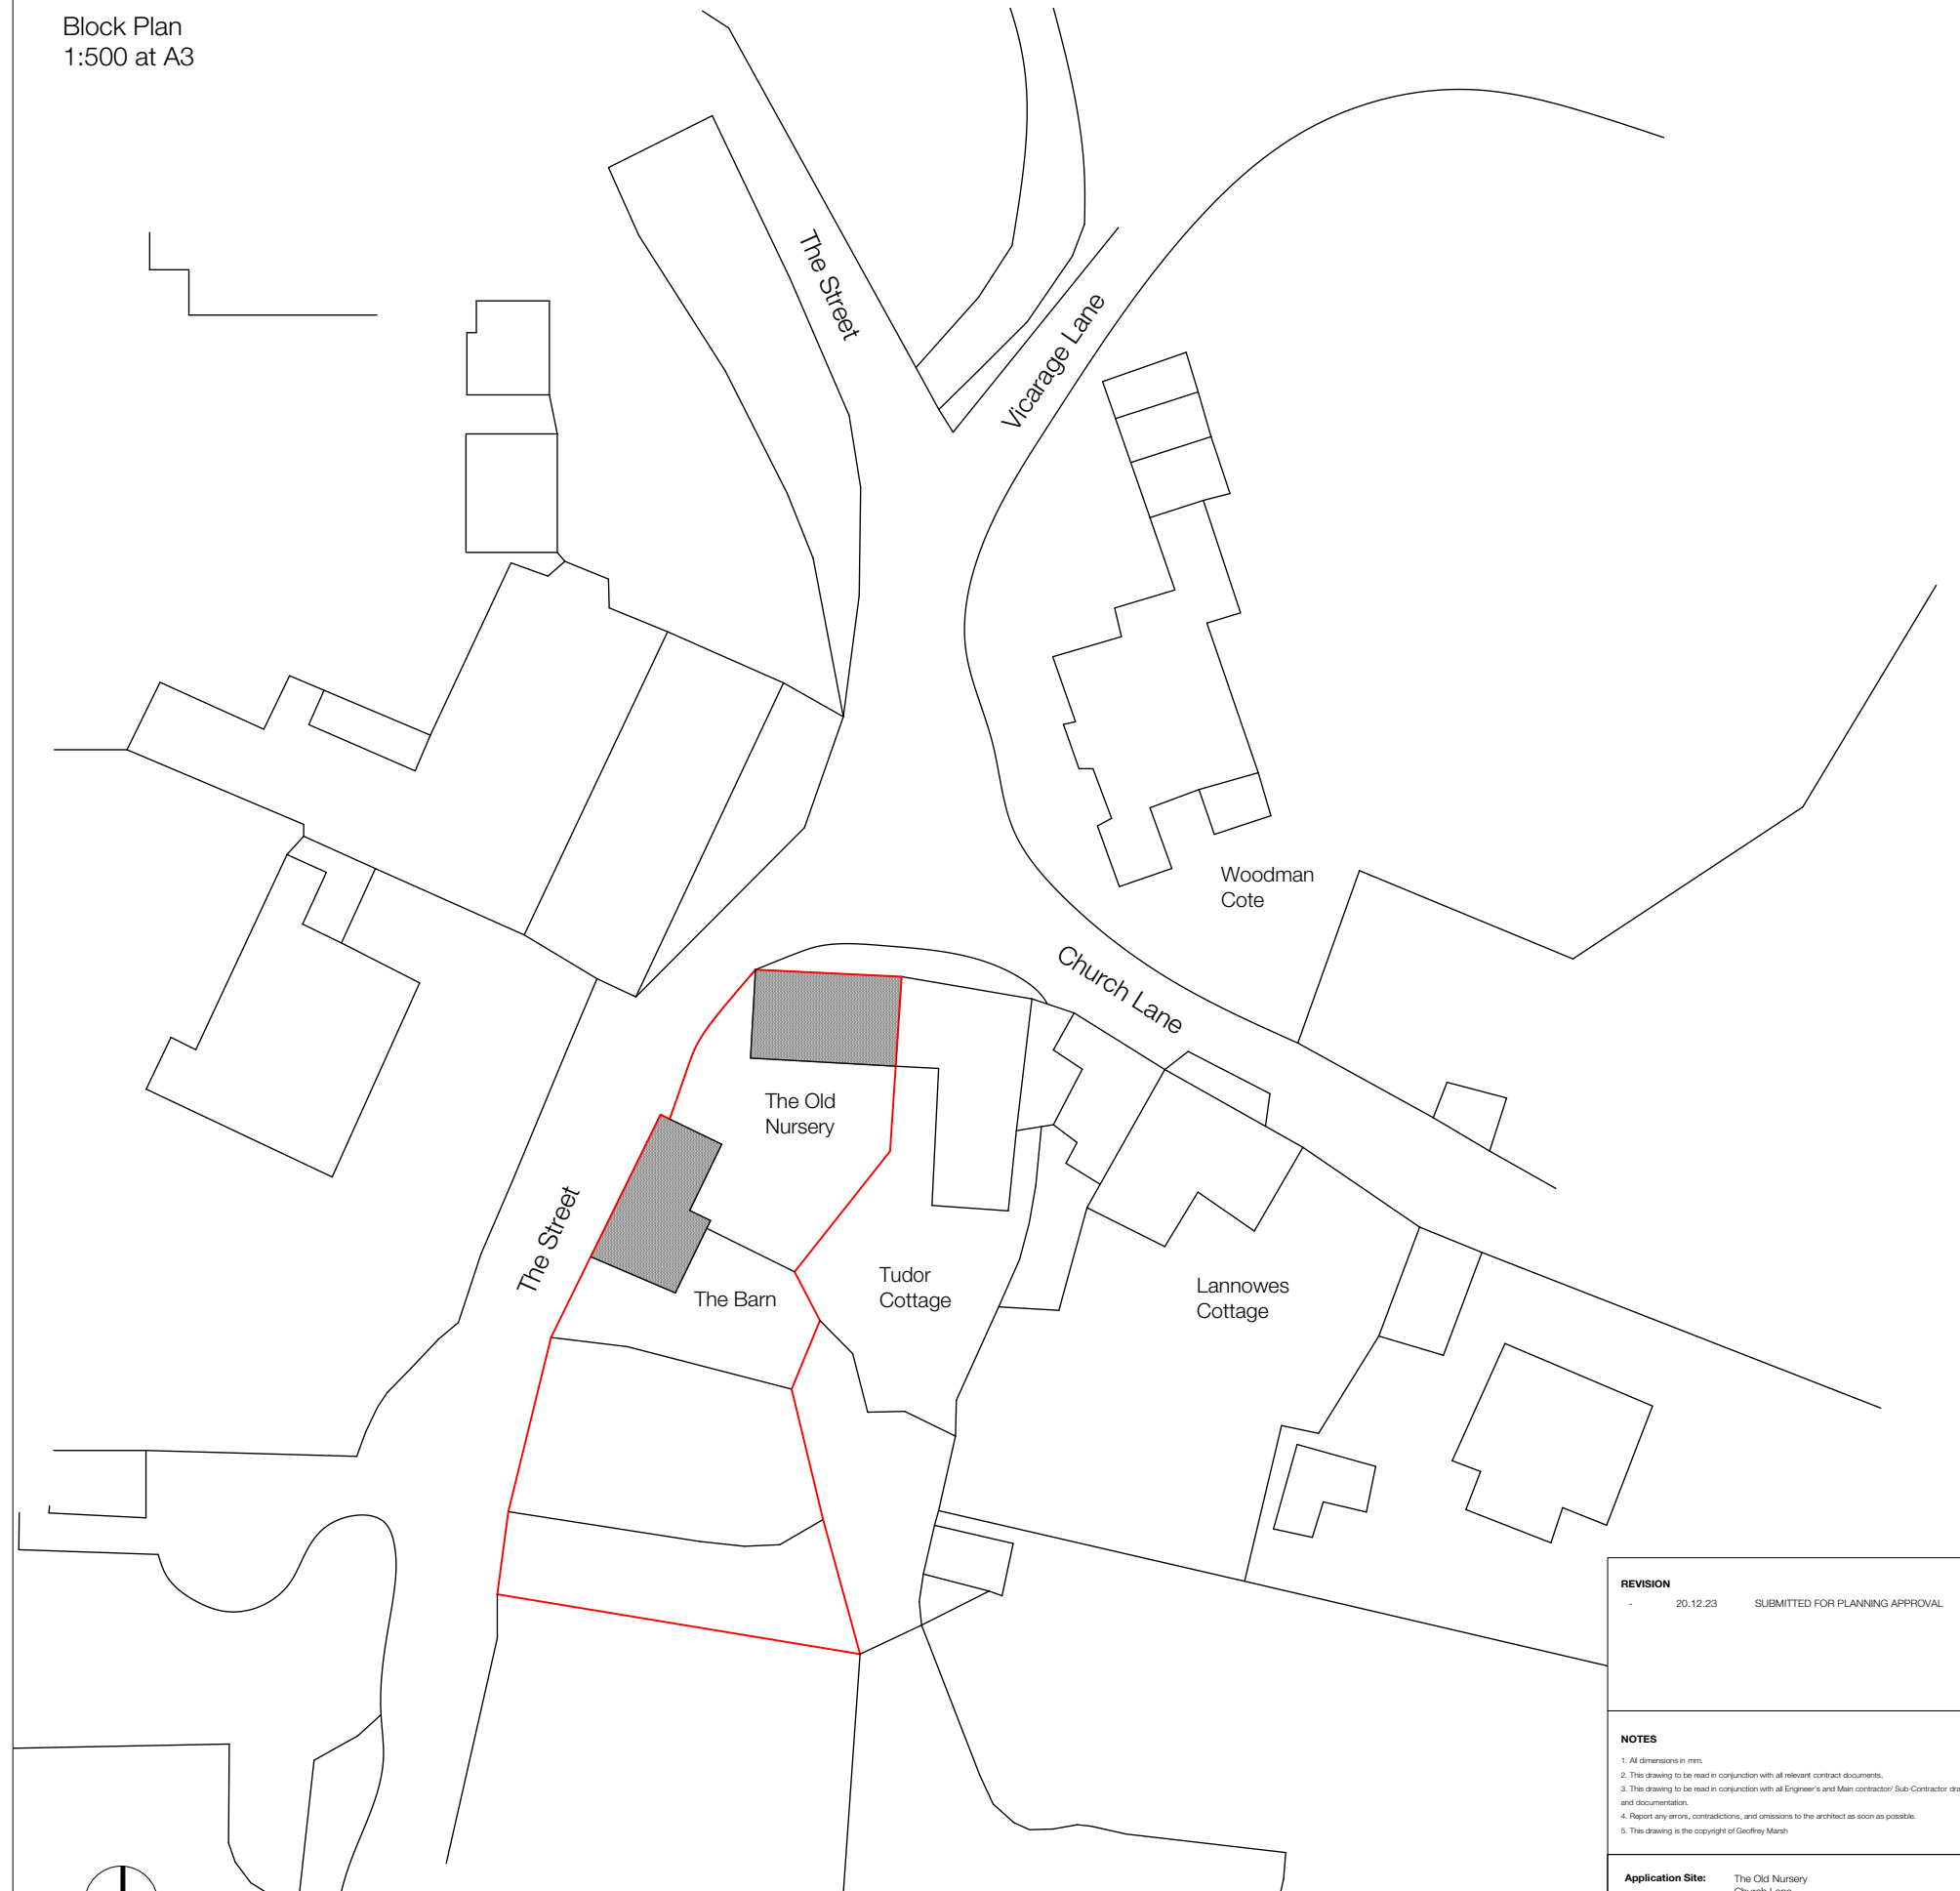 Block Plan
1:500 at A3
The Street
Vicarage Lane
Woodman
Cote
Church Lane
The Old
Nursery
The Street
The Barn
Tudor
Cottage
Lannowes
Cottage
REVISION
- 20.12.23 SUBMITTED FOR PLANNING APPROVAL
NOTES
1. All dimensions in mm.
2. This drawing to be read in conjunction with all relevant contract documents.
3. This drawing to be read in conjunction with all Engineer's and Main contractor/ Sub-Contractor
and documentation.
4. Report any errors, contradictions, and omissions to the architect as soon as possible.
5. This drawing is the copyright of Geoffrey Marsh
Application Site: The Old Nursery
Church Lane